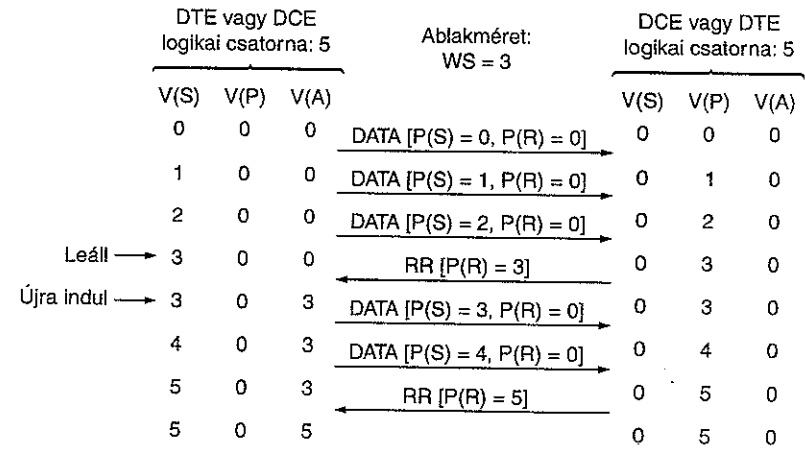 DTE vagy DCE
logikai csatorna: 5
Ablakméret:
WS = 3
DCE vagy DTE
logikai csatorna: 5
V(S) V(P) V(A) V(S) V(P) V(A)
0 0 0 DATA [P(S) = 0, P(R) = 0] 0 0 0
1 0 0 DATA [P(S) = 1, P(R) = 0] 0 1 0
2 0 0 DATA [P(S) = 2, P(R) = 0] 0 2 0
Leáll 3 0 0 RR [P(R) = 3] 0 3 0
Újra indul 3 0 3 DATA [P(S) = 3, P(R) = 0] 0 3 0
4 0 3 DATA [P(S) = 4, P(R) = 0] 0 4 0
5 0 3 RR [P(R) = 5] 0 5 0
5 0 5 0 5 0